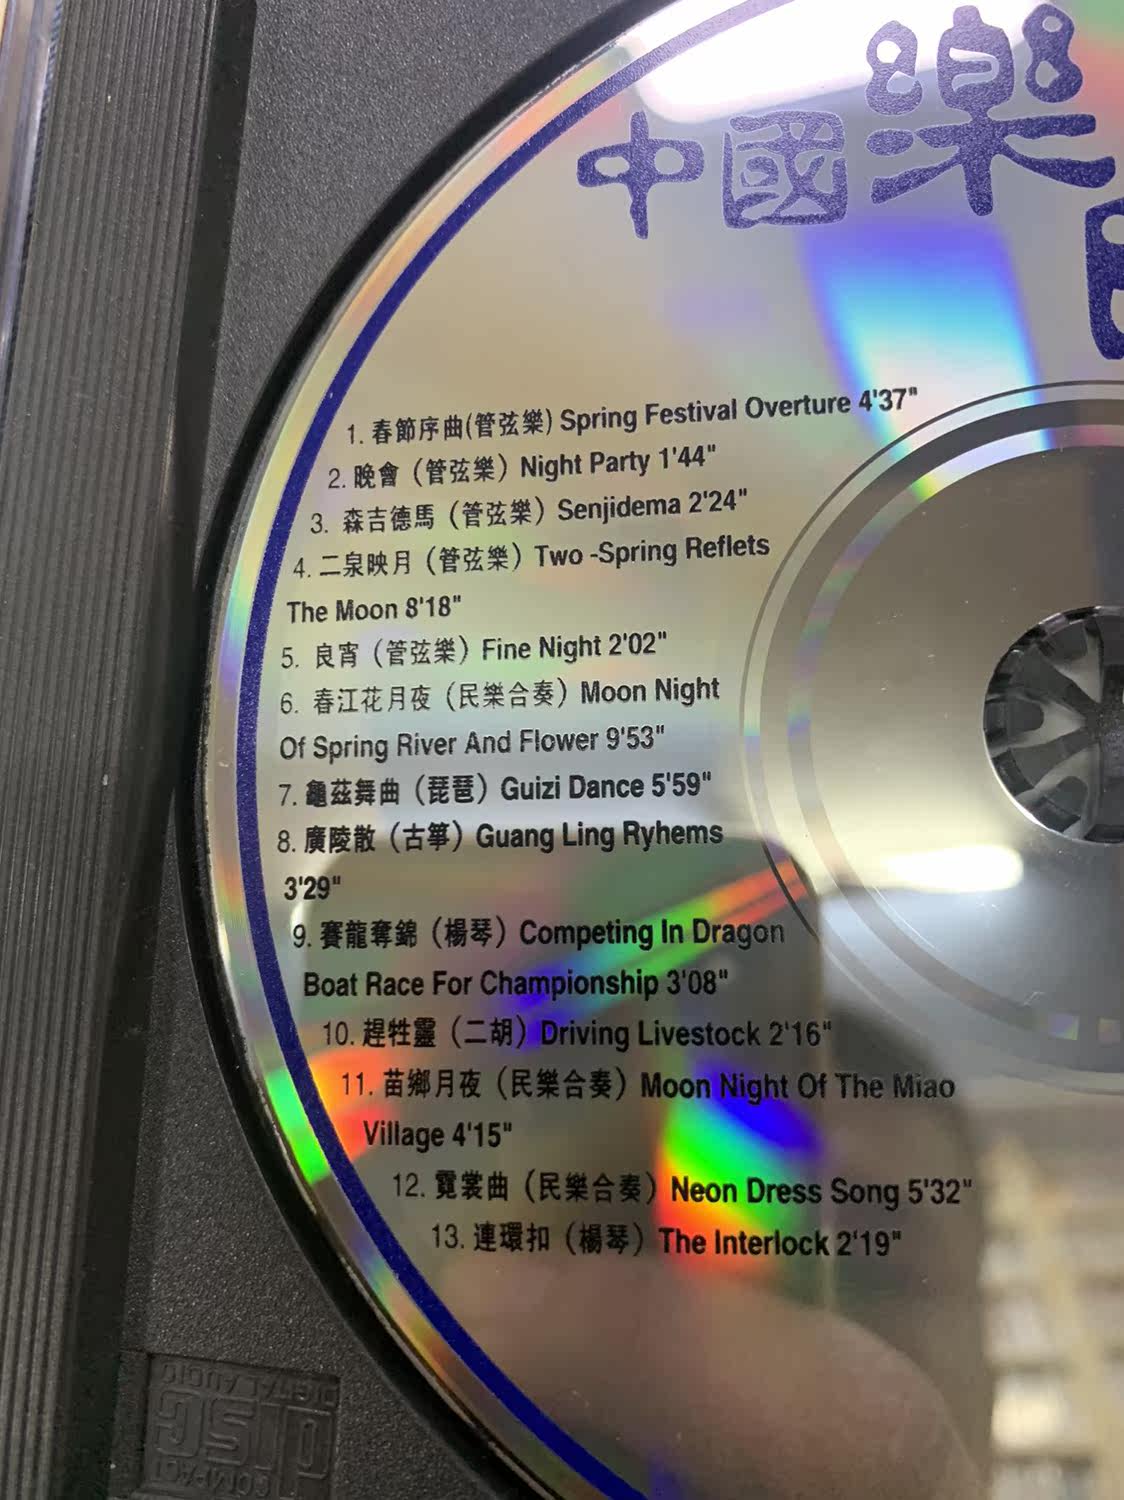 中國樂
1. 春節序曲(管弦樂) Spring Festival Overture 4'37"
2. 晚會（管弦樂）Night Party 1'44"
3. 森吉德馬（管弦樂）Senjidema 2'24"
4. 二泉映月（管弦樂）Two -Spring Reflets
The Moon 8'18"
5. 良宵（管弦樂）Fine Night 2'02"
6. 春江花月夜（民樂合奏）Moon Night
Of Spring River And Flower 9'53"
7. 龜茲舞曲（琵琶）Guizi Dance 5'59"
8. 廣陵散（古箏）Guang Ling Ryhems
3'29"
9. 賽龍奪錦（楊琴）Competing In Dragon
Boat Race For Championship 3'08"
10. 趕牲靈（二胡）Driving Livestock 2'16"
11. 苗鄉月夜（民樂合奏）Moon Night Of The Miao
Village 4'15"
12. 霓裳曲（民樂合奏）Neon Dress Song 5'32"
13. 連環扣（楊琴）The Interlock 2'19"
COMPACT
disc
DIGITAL AUDIO